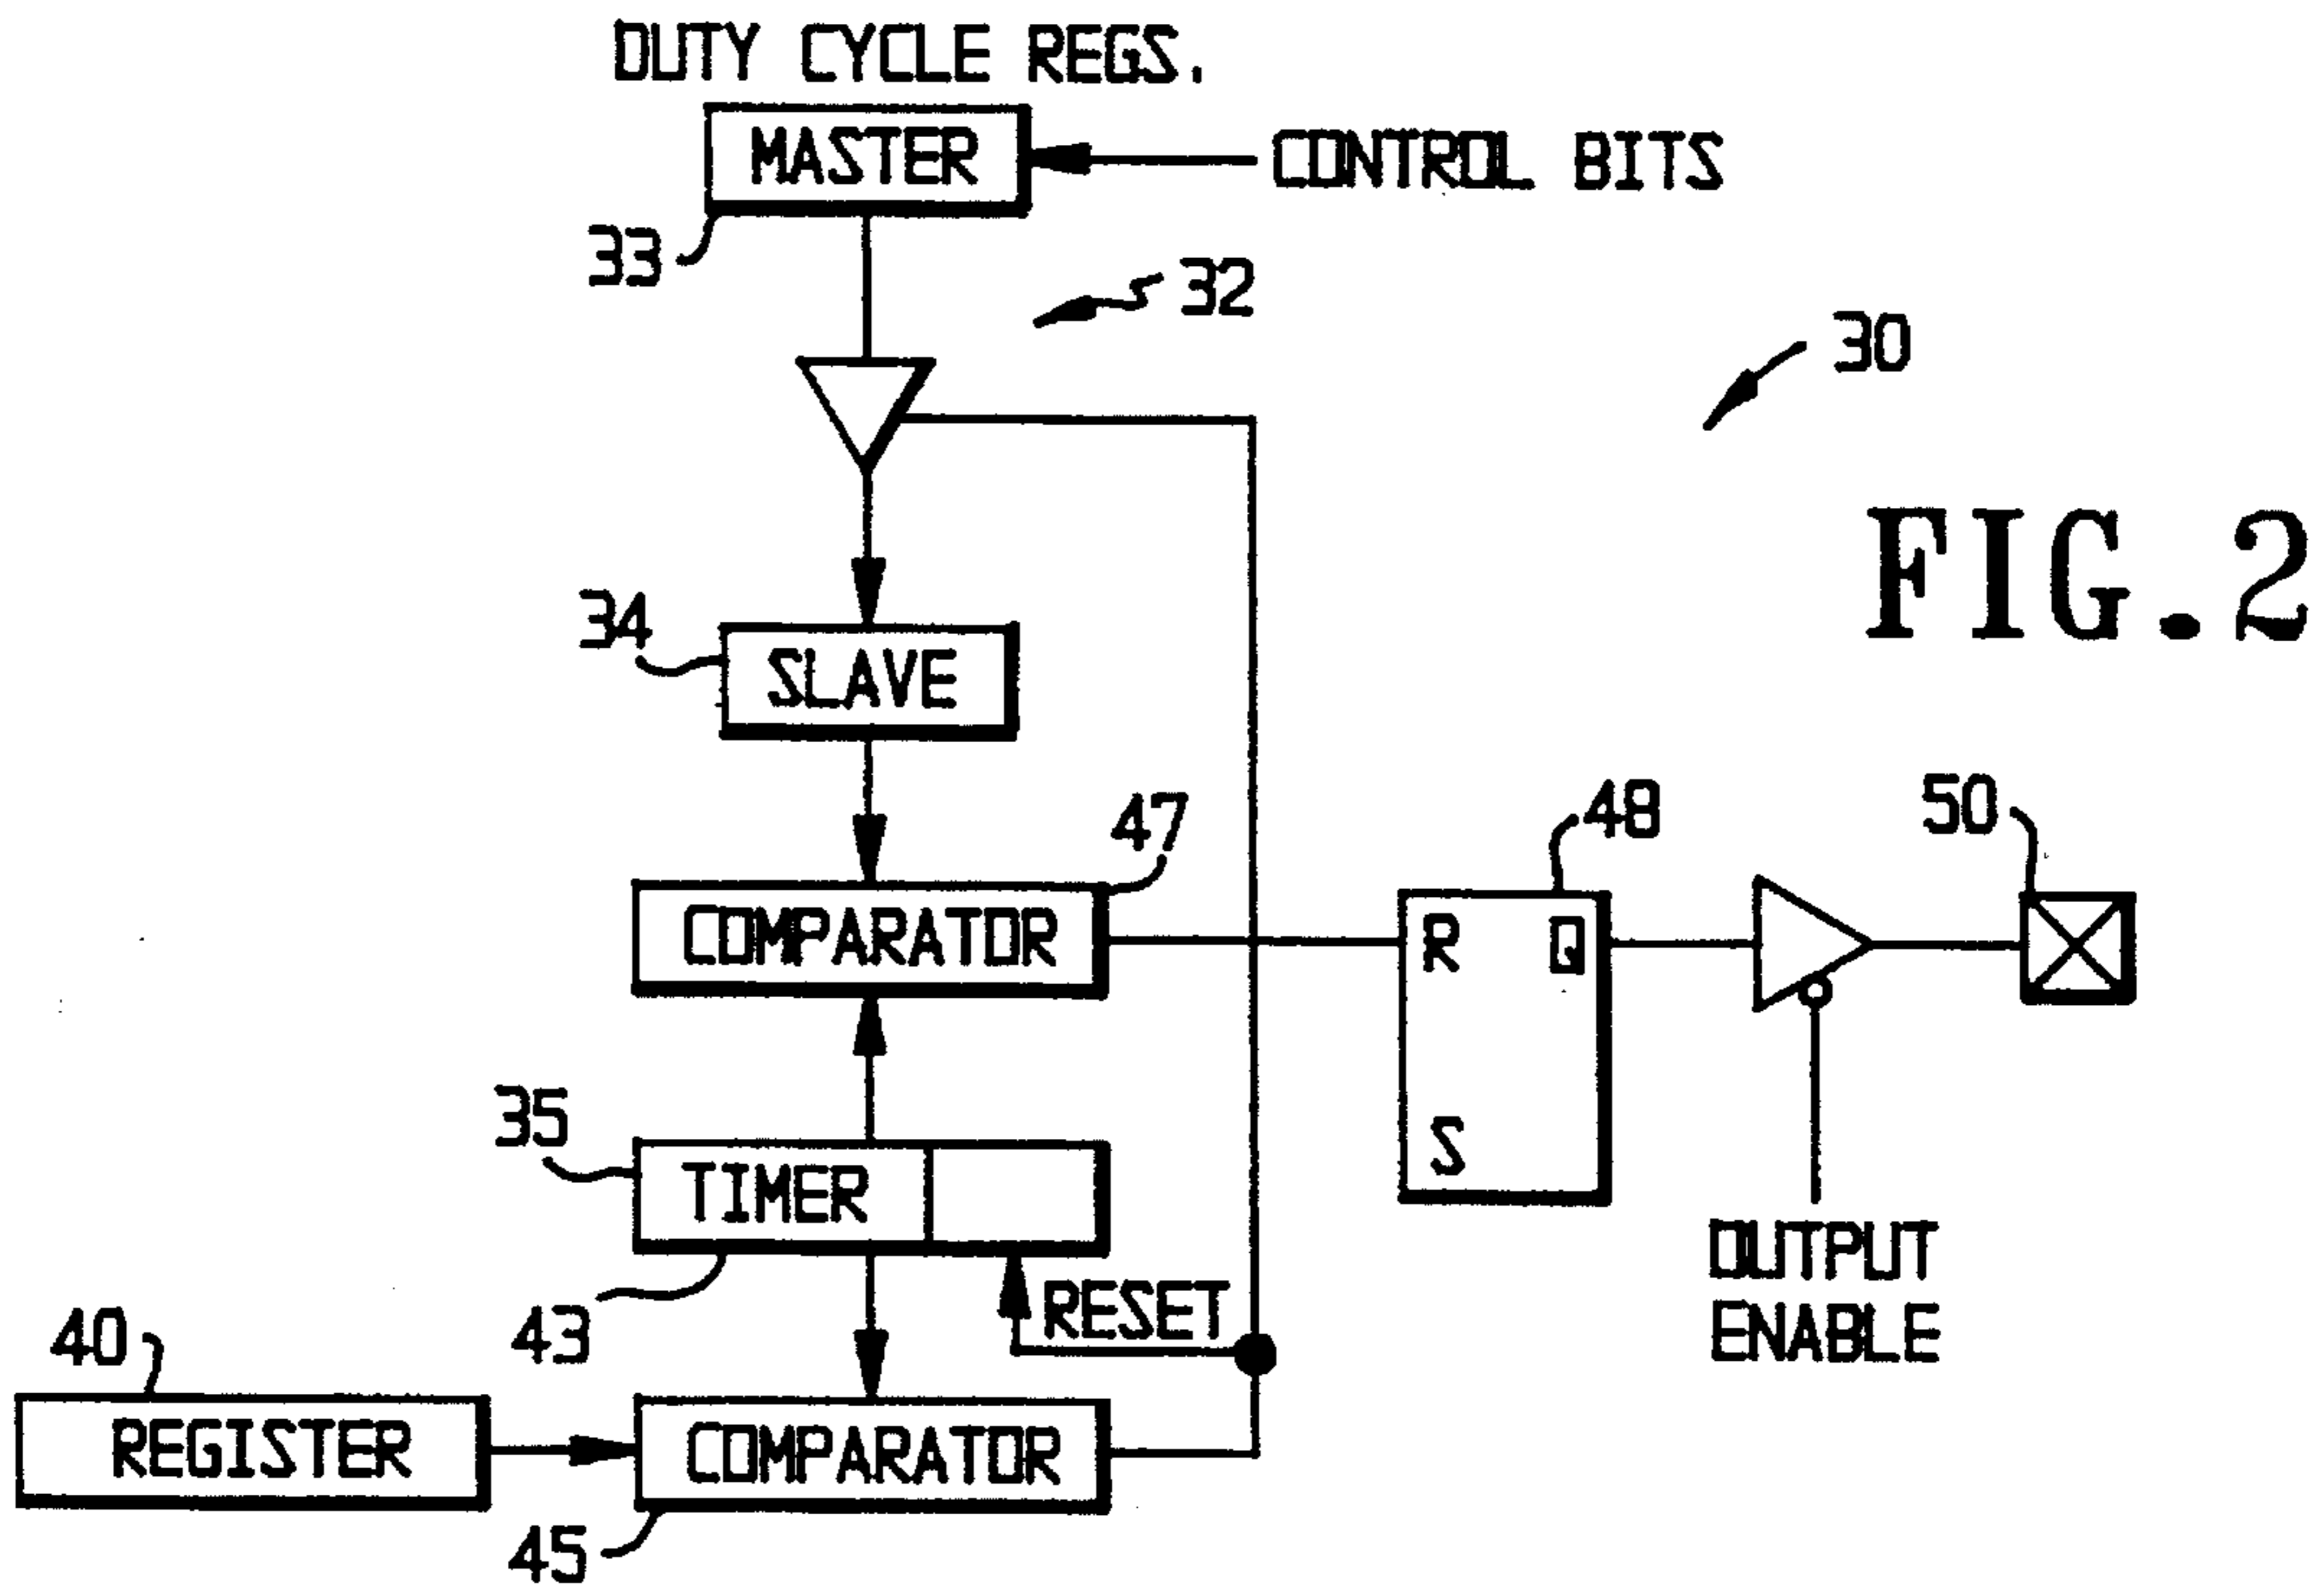 DUTY CYCLE REGS.
MASTER
CONTROL BITS
33
32
30
FIG.2
34
SLAVE
47
48
50
COMPARATOR
R
Q
35
S
TIMER
OUTPUT
ENABLE
43
RESET
40
REGISTER
COMPARATOR
45